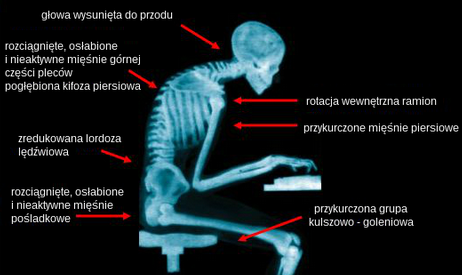 głowa wysunięta do przodu
rozciągnięte, osłabione
i nieaktywne mięśnie górnej
części pleców
pogłębiona kifoza piersiowa
rotacja wewnętrzna ramion
przykurczone mięśnie piersiowe
zredukowana lordoza
lędźwiowa
rozciągnięte, osłabione
i nieaktywne mięśnie
pośladkowe
przykurczona grupa
kulszowo - goleniowa